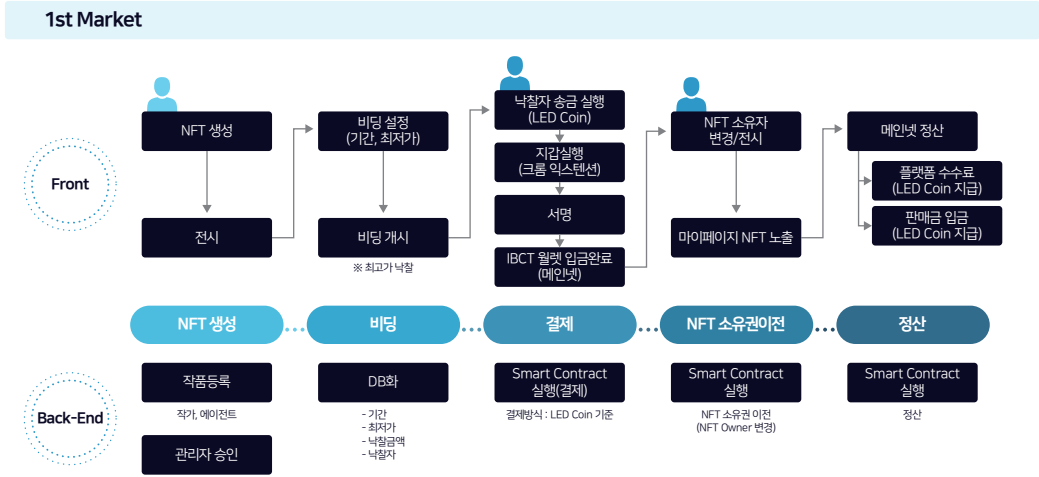 1st Market
Front
NFT 생성
전시
비딩 설정
(기간, 최저가)
비딩 개시
※ 최고가 낙찰
낙찰자 송금 실행
(LED Coin)
지갑실행
(크롬 익스텐션)
서명
IBCT 월렛 입금완료
(메인넷)
NFT 소유자
변경/전시
마이페이지 NFT 노출
메인넷 정산
플랫폼 수수료
(LED Coin 지급)
판매금 입금
(LED Coin 지급)
NFT 생성
비딩
결제
NFT 소유권이전
정산
Back-End
작품등록
작가, 에이전트
관리자 승인
DB화
- 기간
- 최저가
- 낙찰금액
- 낙찰자
Smart Contract
실행(결제)
결제방식 : LED Coin 기준
Smart Contract
실행
NFT 소유권 이전
(NFT Owner 변경)
Smart Contract
실행
정산